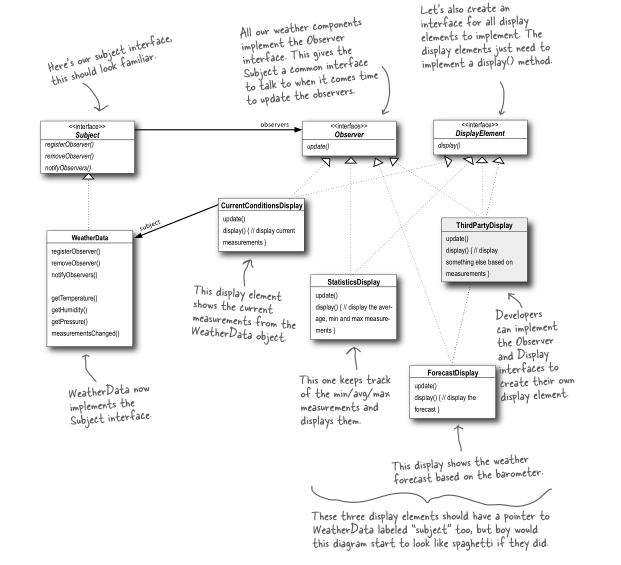 Here's our subject interface,
this should look familiar.
All our weather components
implement the Observer
interface. This gives the
Subject a common interface
to talk to when it comes time
to update the observers.
Let's also create an
interface for all display
elements to implement. The
display elements just need to
implement a display() method.
<<interface>>
Subject
registerObserver()
removeObserver()
notifyObservers()
observers
<<interface>>
Observer
update()
<<interface>>
DisplayElement
display()
subject
WeatherData
registerObserver()
removeObserver()
notifyObservers()
getTemperature()
getHumidity()
getPressure()
measurementsChanged()
CurrentConditionsDisplay
update()
display() { // display current
measurements }
ThirdPartyDisplay
update()
display() { // display
something else based on
measurements }
StatisticsDisplay
update()
display() { // display the aver-
age, min and max measure-
ments }
ForecastDisplay
update()
display() { // display the
forecast }
This display element
shows the current
measurements from the
WeatherData object.
Developers
can implement
the Observer
and Display
interfaces to
create their own
display element.
WeatherData now
implements the
Subject interface.
This one keeps track
of the min/avg/max
measurements and
displays them.
This display shows the weather
forecast based on the barometer.
These three display elements should have a pointer to
WeatherData labeled "subject" too, but boy would
this diagram start to look like spaghetti if they did.